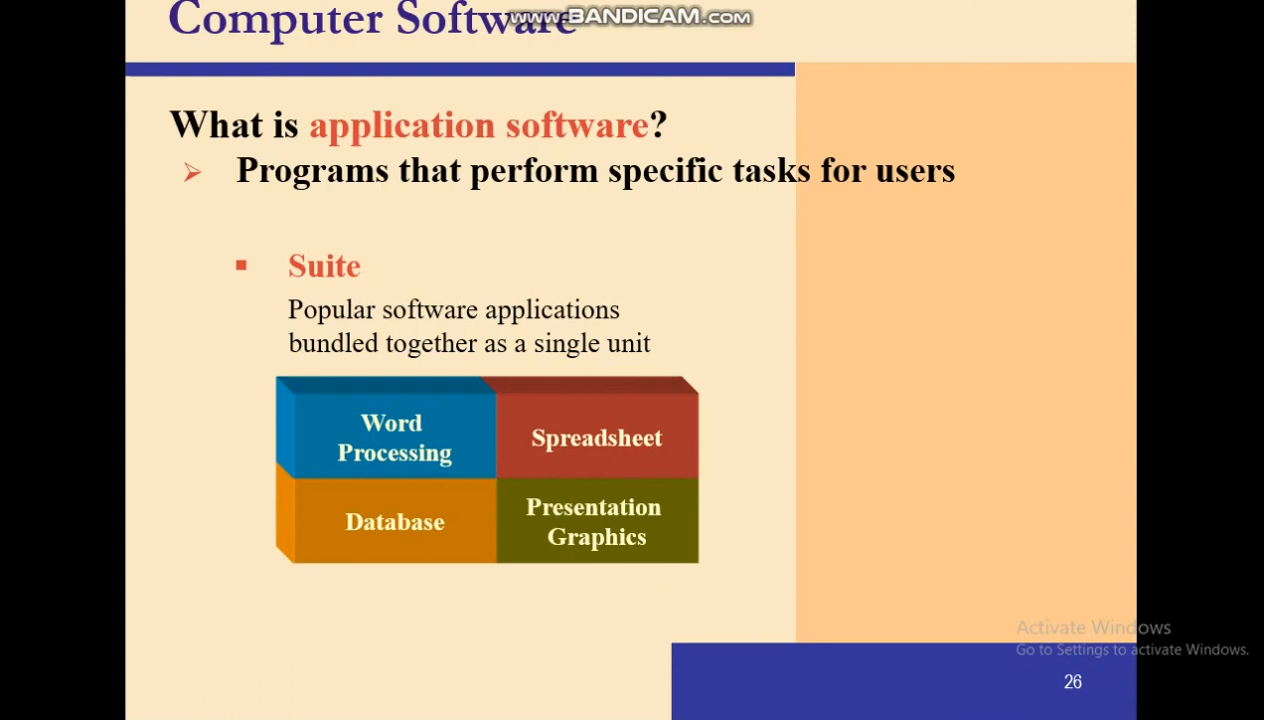 Computer Software
www.BANDICAM.com
What is application software?
Programs that perform specific tasks for users
Suite
Popular software applications
bundled together as a single unit
Word
Processing
Spreadsheet
Database
Presentation
Graphics
Activate Windows
Go to Settings to activate Windows.
26